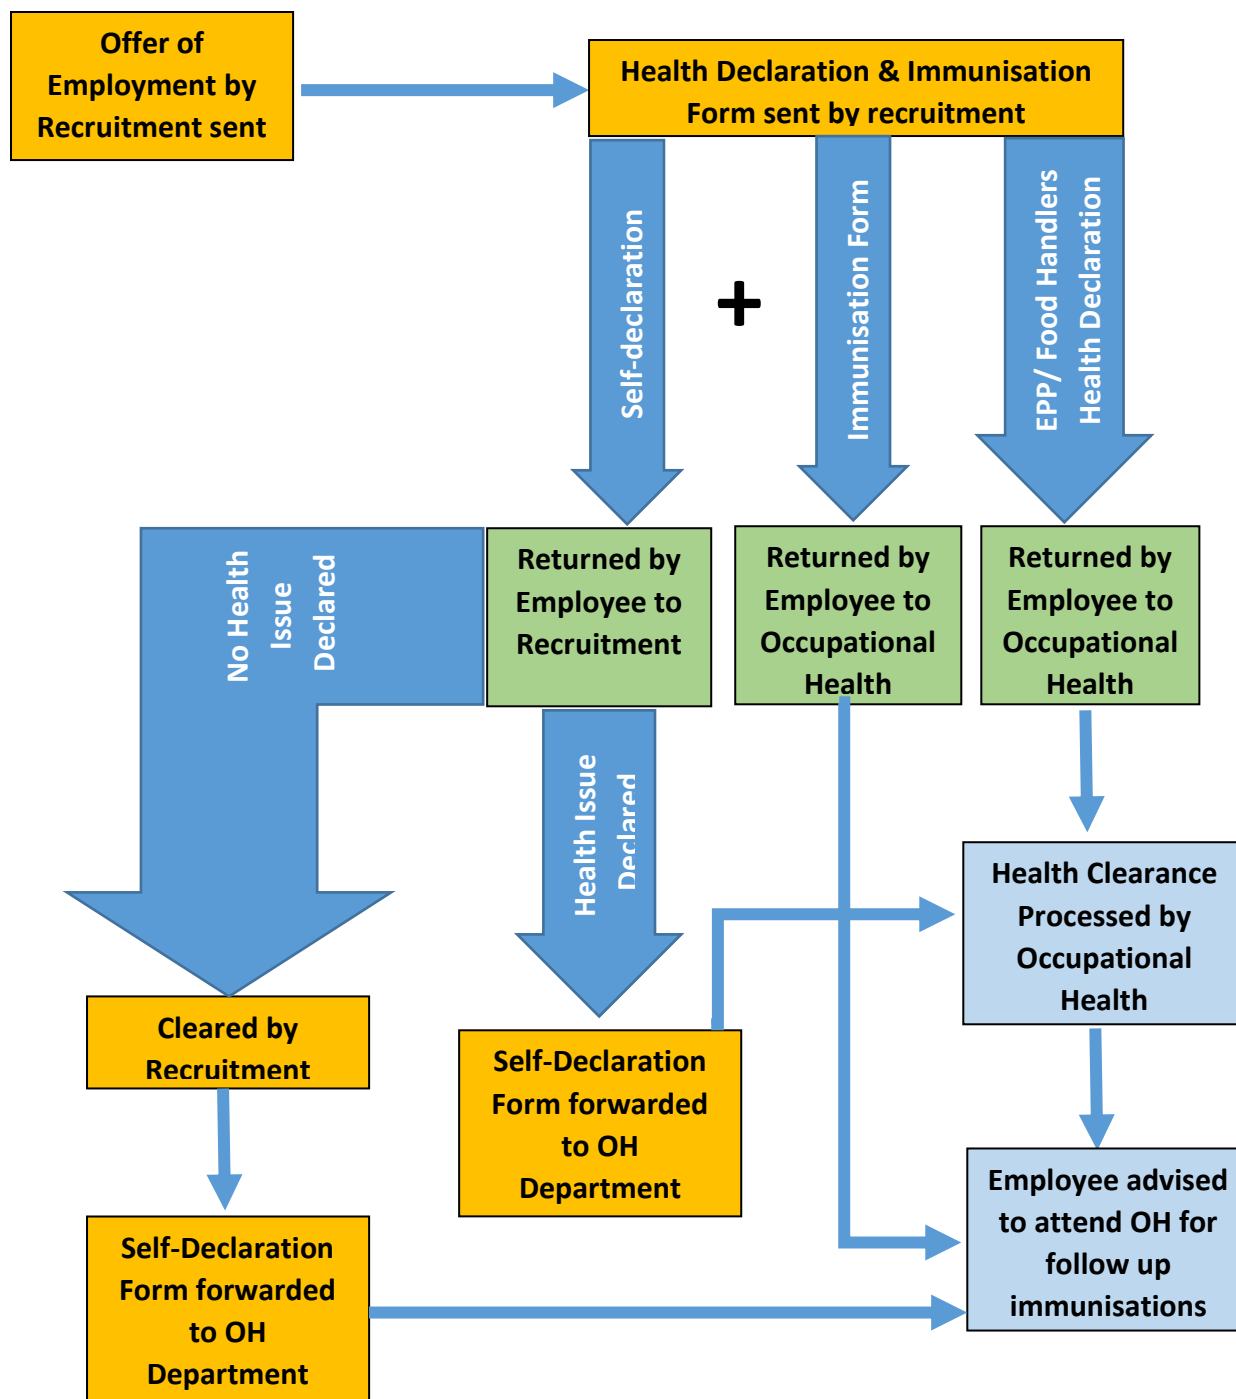 Offer of
Employment by
Recruitment sent
Health Declaration & Immunisation
Form sent by recruitment
Self-declaration
+
Immunisation Form
EPP/ Food Handlers
Health Declaration
No Health
Issue
Declared
Returned by
Employee to
Recruitment
Returned by
Employee to
Occupational
Health
Returned by
Employee to
Occupational
Health
Health Issue
Declared
Health Clearance
Processed by
Occupational
Health
Cleared by
Recruitment
Self-Declaration
Form forwarded
to OH
Department
Employee advised
to attend OH for
follow up
immunisations
Self-Declaration
Form forwarded
to OH
Department